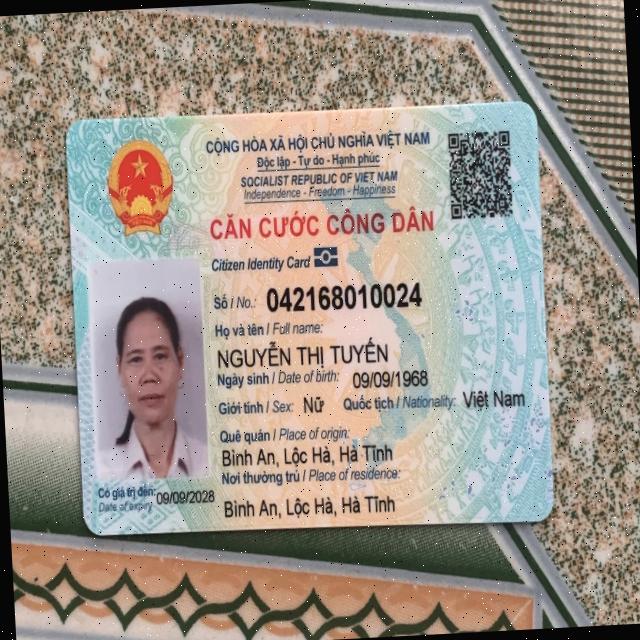 CỘNG HÒA XÃ HỘI CHỦ NGHĨA VIỆT NAM
Độc lập - Tự do - Hạnh phúc
SOCIALIST REPUBLIC OF VIET NAM
Independence - Freedom - Happiness
CĂN CƯỚC CÔNG DÂN
Citizen Identity Card
Số / No.: 042168010024
Họ và tên / Full name:
NGUYỄN THỊ TUYẾN
Ngày sinh / Date of birth: 09/09/1968
Giới tính / Sex: Nữ Quốc tịch / Nationality: Việt Nam
Quê quán / Place of origin:
Bình An, Lộc Hà, Hà Tĩnh
Nơi thường trú / Place of residence:
Bình An, Lộc Hà, Hà Tĩnh
Có giá trị đến: 09/09/2028
Date of expiry